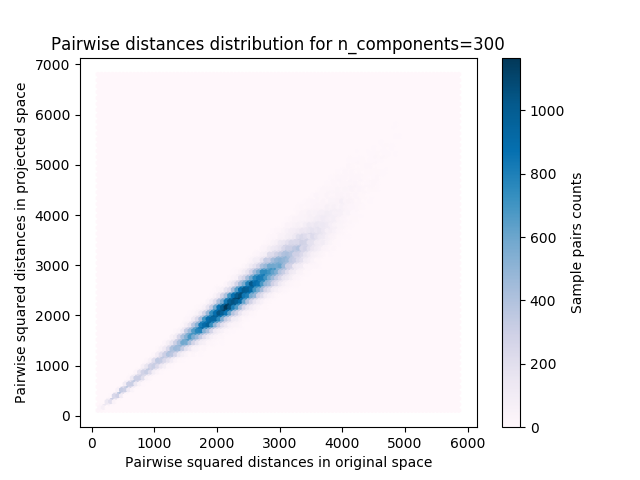 Pairwise distances distribution for n_components=300
Pairwise squared distances in projected space
7000
6000
5000
4000
3000
2000
1000
0
0 1000 2000 3000 4000 5000 6000
Pairwise squared distances in original space
1000
800
600
400
200
0
Sample pairs counts